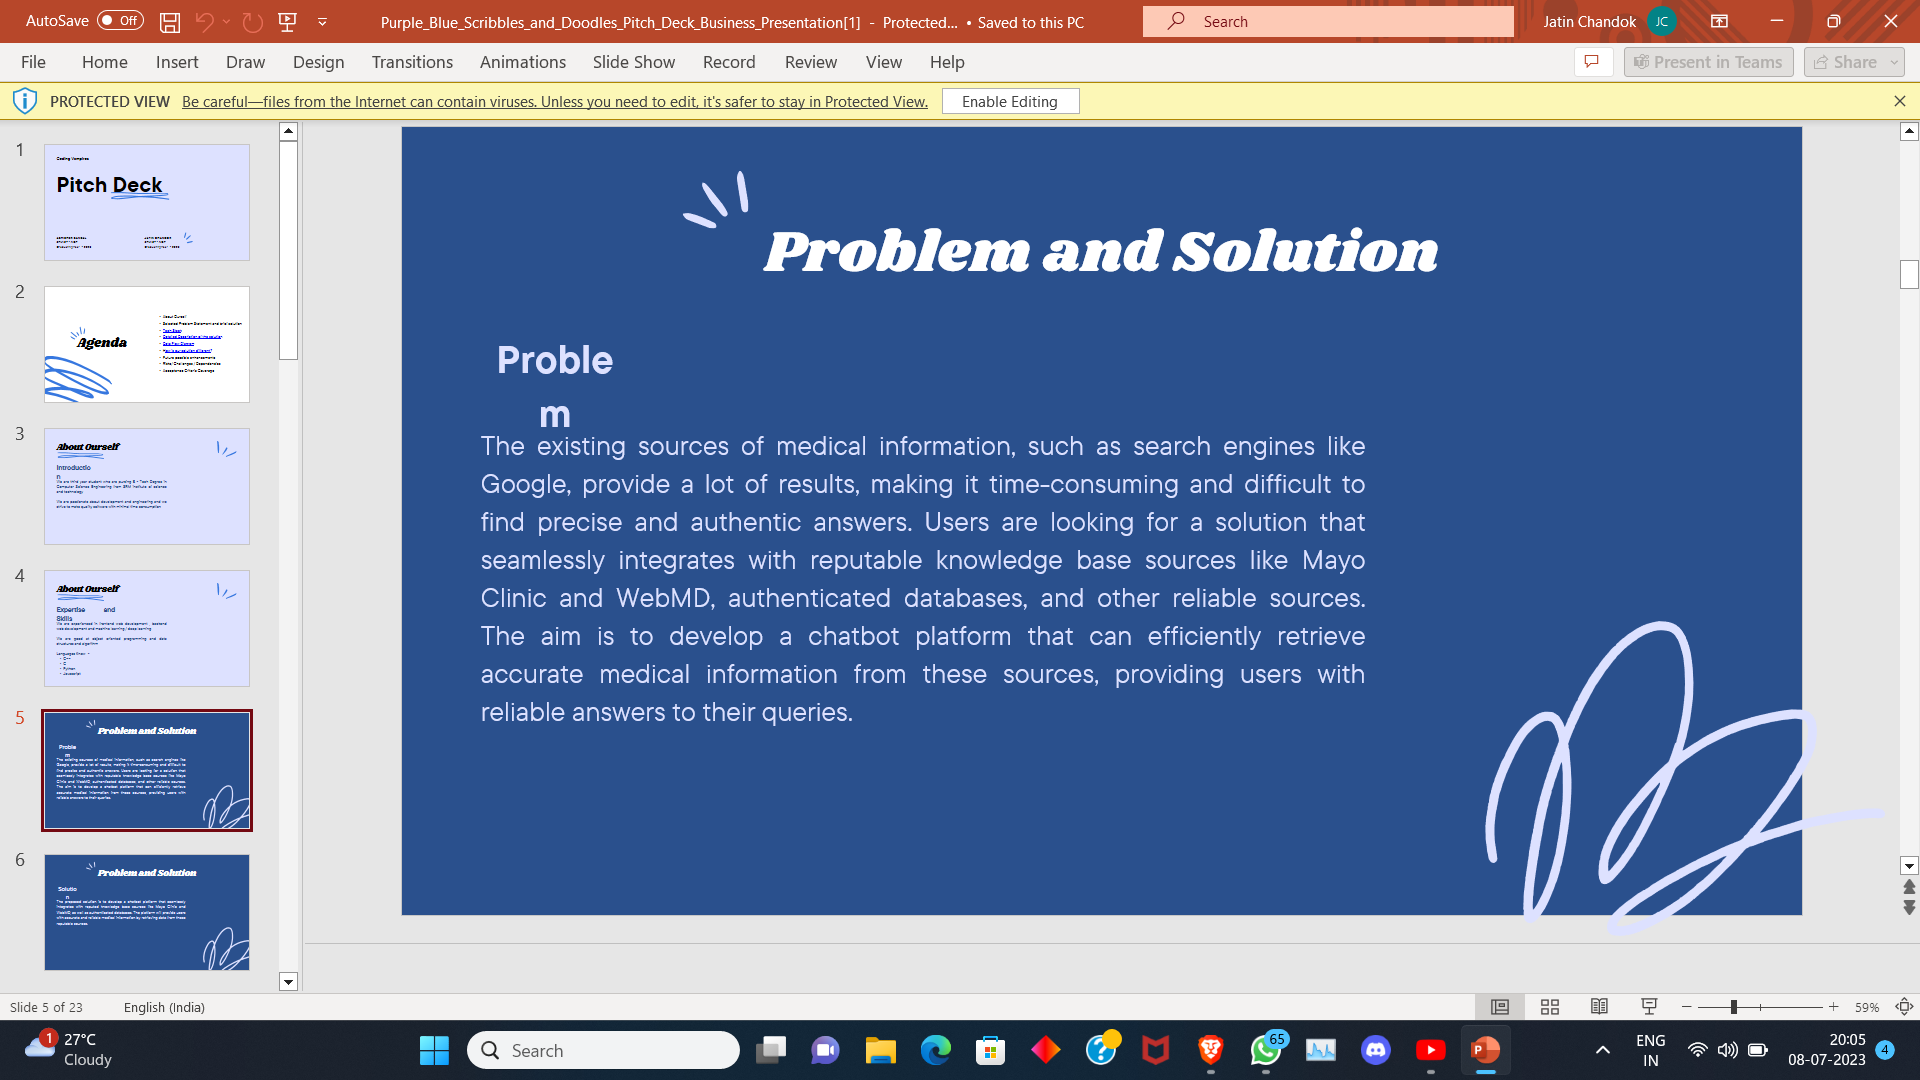 AutoSave Off
Purple_Blue_Scribbles_and_Doodles_Pitch_Deck_Business_Presentation[1] - Protected... • Saved to this PC
Search
Jatin Chandok JC
File Home Insert Draw Design Transitions Animations Slide Show Record Review View Help
Present in Teams
Share
PROTECTED VIEW Be careful—files from the Internet can contain viruses. Unless you need to edit, it's safer to stay in Protected View. Enable Editing
1
Coding Vampires
Pitch Deck
2
Agenda
About Ourself
3
About Ourself
Introductio
n
4
About Ourself
Expertise and
Skills
C++
C
Python
Javascript
5
Problem and Solution
Proble
m
6
Problem and Solution
Solutio
n
Problem and Solution
Proble
m
The existing sources of medical information, such as search engines like
Google, provide a lot of results, making it time-consuming and difficult to
find precise and authentic answers. Users are looking for a solution that
seamlessly integrates with reputable knowledge base sources like Mayo
Clinic and WebMD, authenticated databases, and other reliable sources.
The aim is to develop a chatbot platform that can efficiently retrieve
accurate medical information from these sources, providing users with
reliable answers to their queries.
Slide 5 of 23
English (India)
59%
1
27°C
Cloudy
Search
65
ENG
IN
20:05
08-07-2023
4